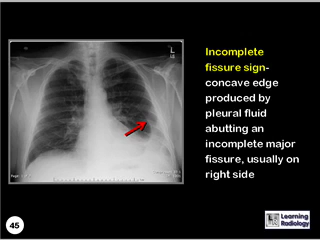 L
Incomplete
fissure sign-
concave edge
produced by
pleural fluid
abutting an
incomplete major
fissure, usually on
right side
45
Learning
Radiology